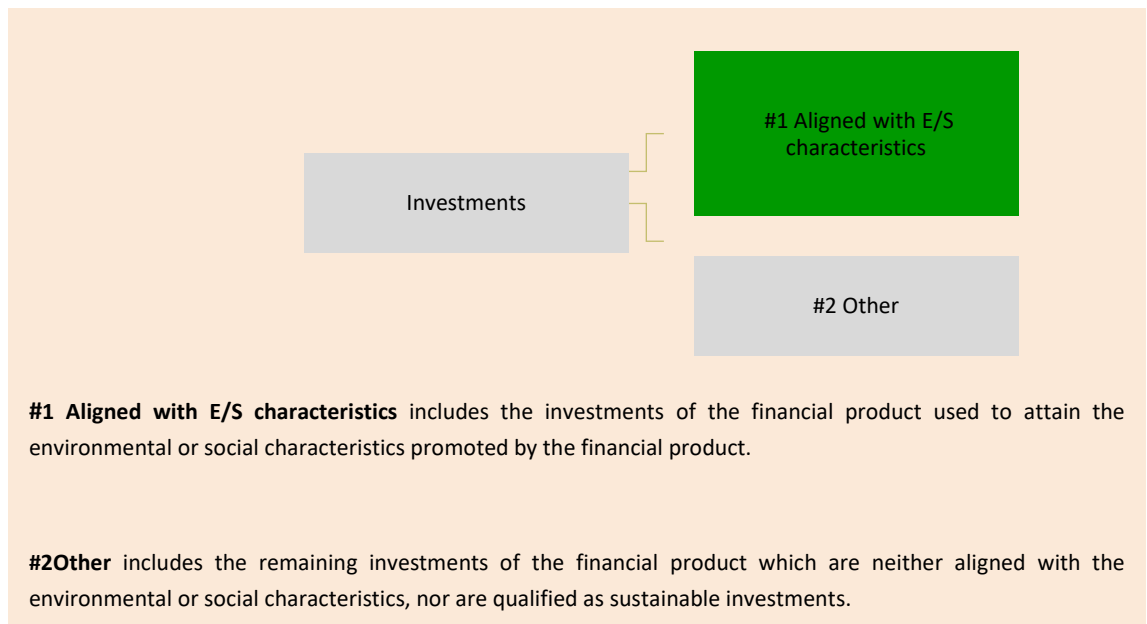 #1 Aligned with E/S
characteristics
Investments
#2 Other
#1 Aligned with E/S characteristics includes the investments of the financial product used to attain the
environmental or social characteristics promoted by the financial product.
#2Other includes the remaining investments of the financial product which are neither aligned with the
environmental or social characteristics, nor are qualified as sustainable investments.